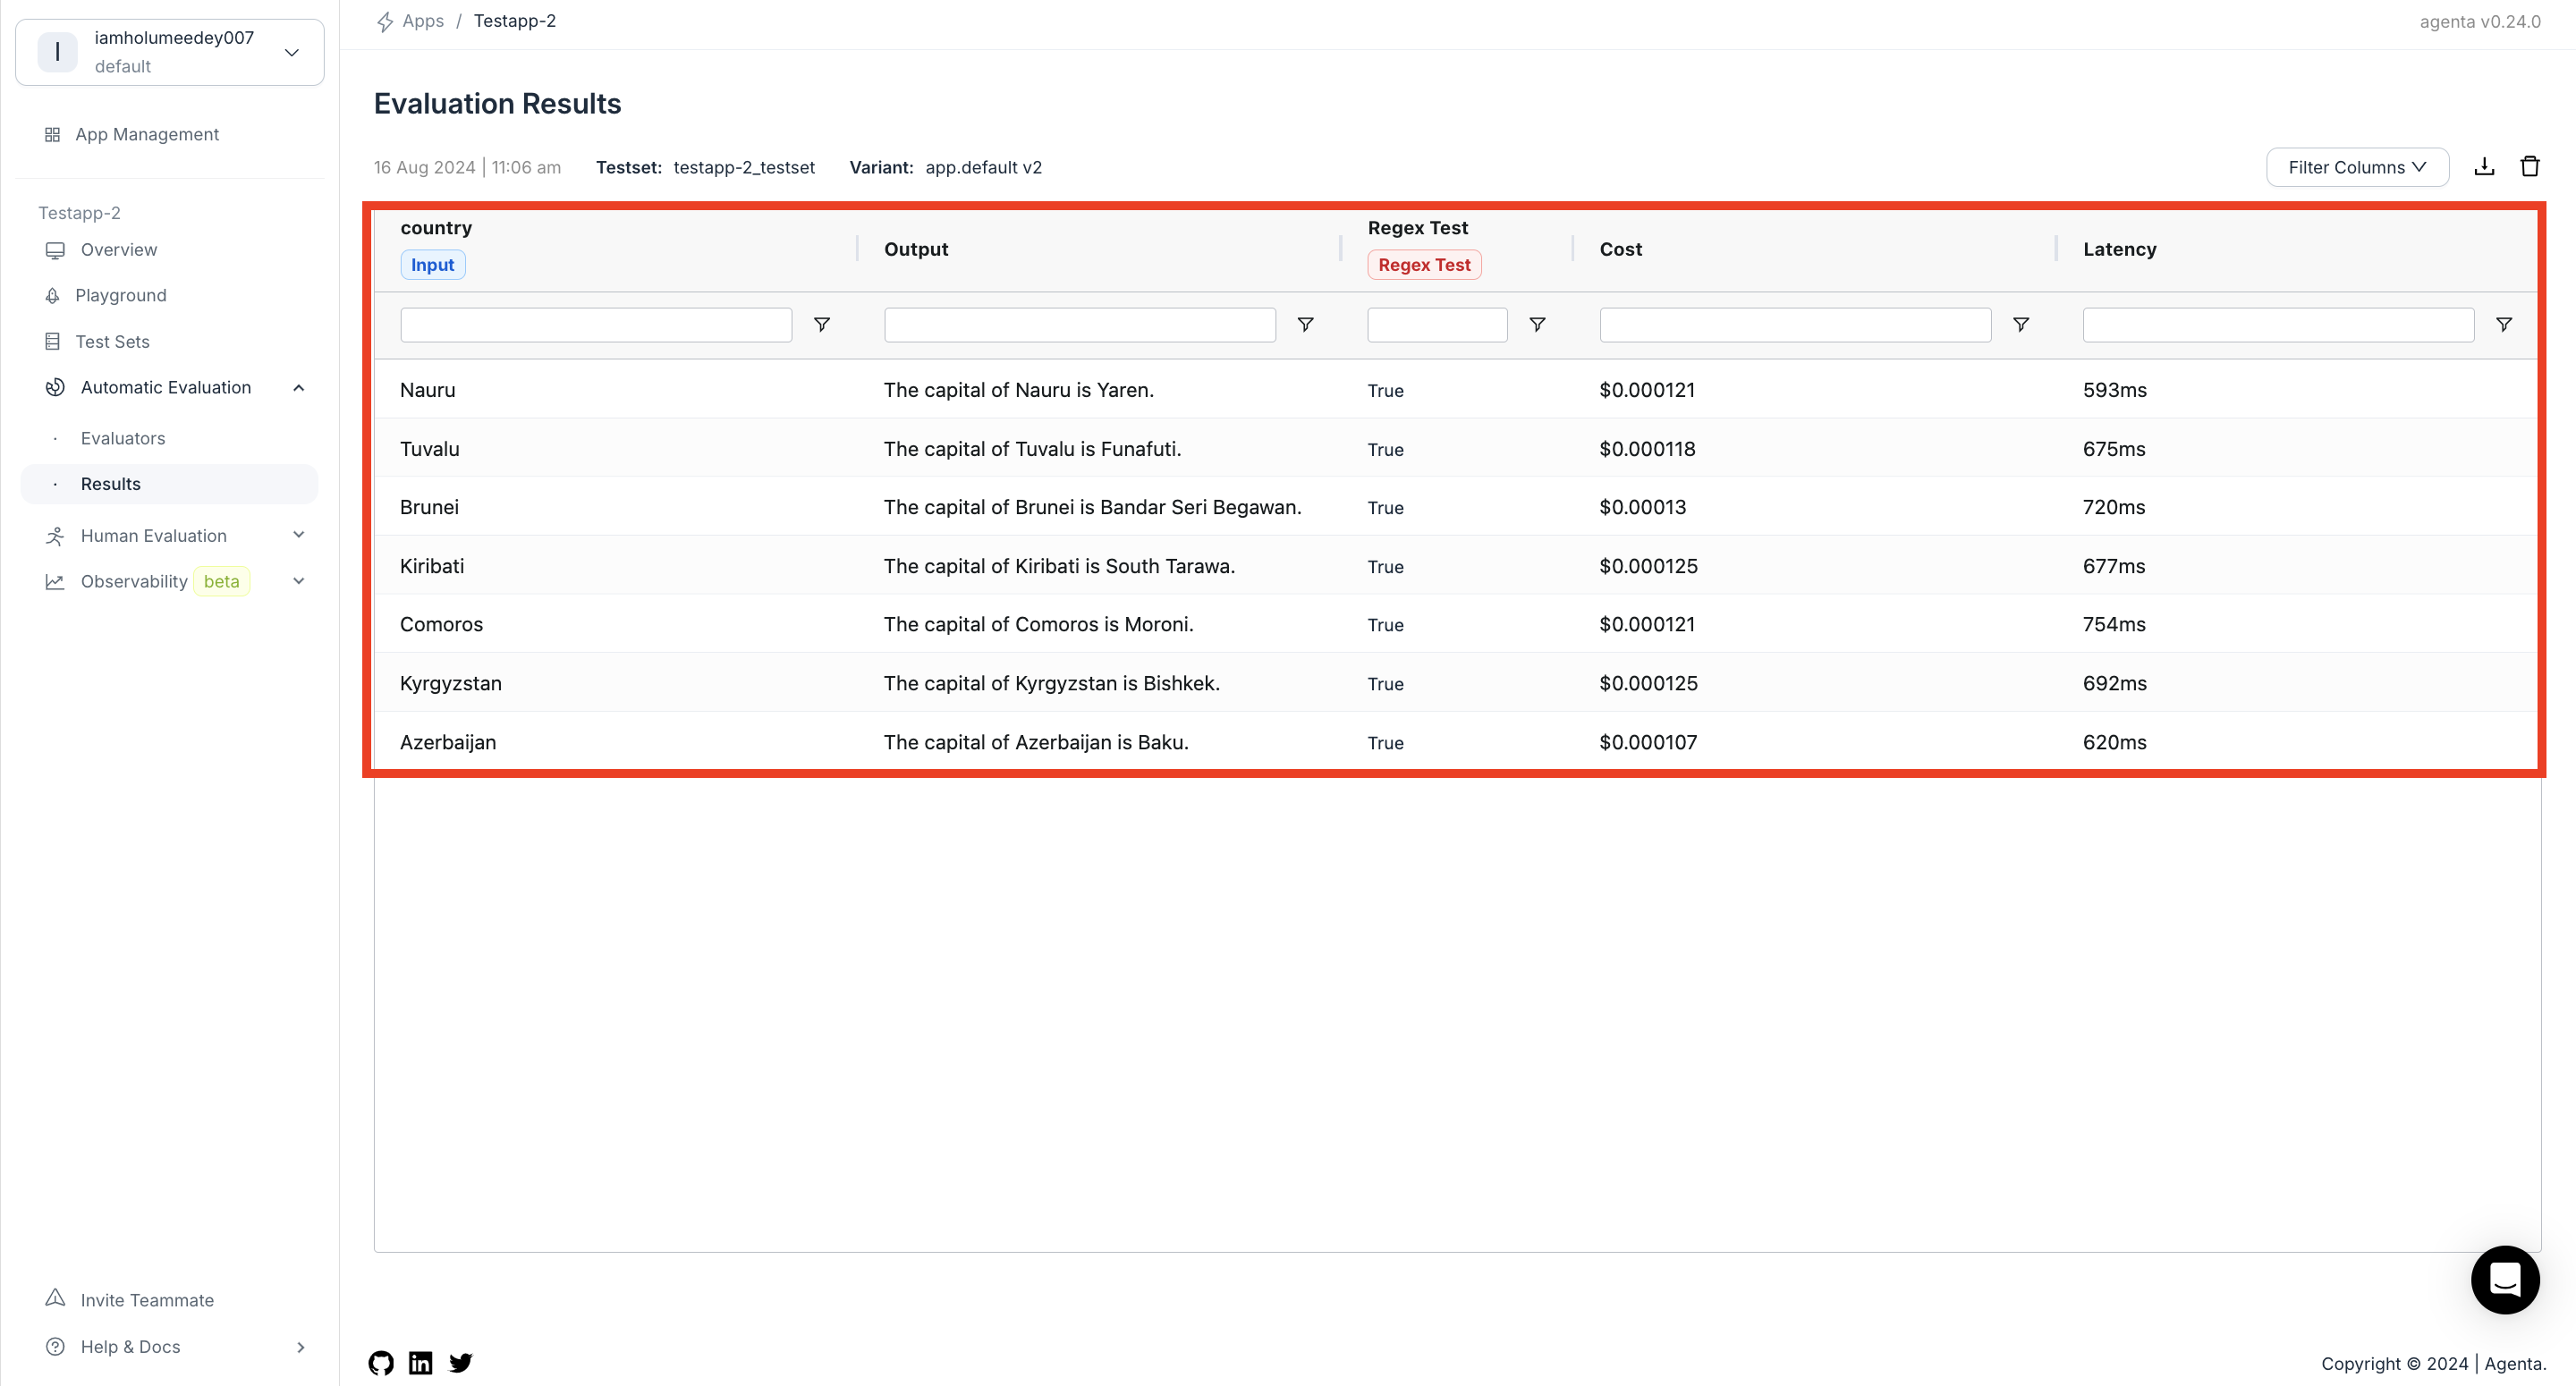 I
iamholumeedey007
default
App Management
Testapp-2
Overview
Playground
Test Sets
Automatic Evaluation
Evaluators
Results
Human Evaluation
Observability beta
Invite Teammate
Help & Docs
Apps / Testapp-2
agenta v0.24.0
Evaluation Results
16 Aug 2024 | 11:06 am Testset: testapp-2_testset Variant: app.default v2
Filter Columns
country
Input
Output
Regex Test
Regex Test
Cost
Latency
Nauru The capital of Nauru is Yaren. True $0.000121 593ms
Tuvalu The capital of Tuvalu is Funafuti. True $0.000118 675ms
Brunei The capital of Brunei is Bandar Seri Begawan. True $0.00013 720ms
Kiribati The capital of Kiribati is South Tarawa. True $0.000125 677ms
Comoros The capital of Comoros is Moroni. True $0.000121 754ms
Kyrgyzstan The capital of Kyrgyzstan is Bishkek. True $0.000125 692ms
Azerbaijan The capital of Azerbaijan is Baku. True $0.000107 620ms
in
Copyright © 2024 | Agenta.